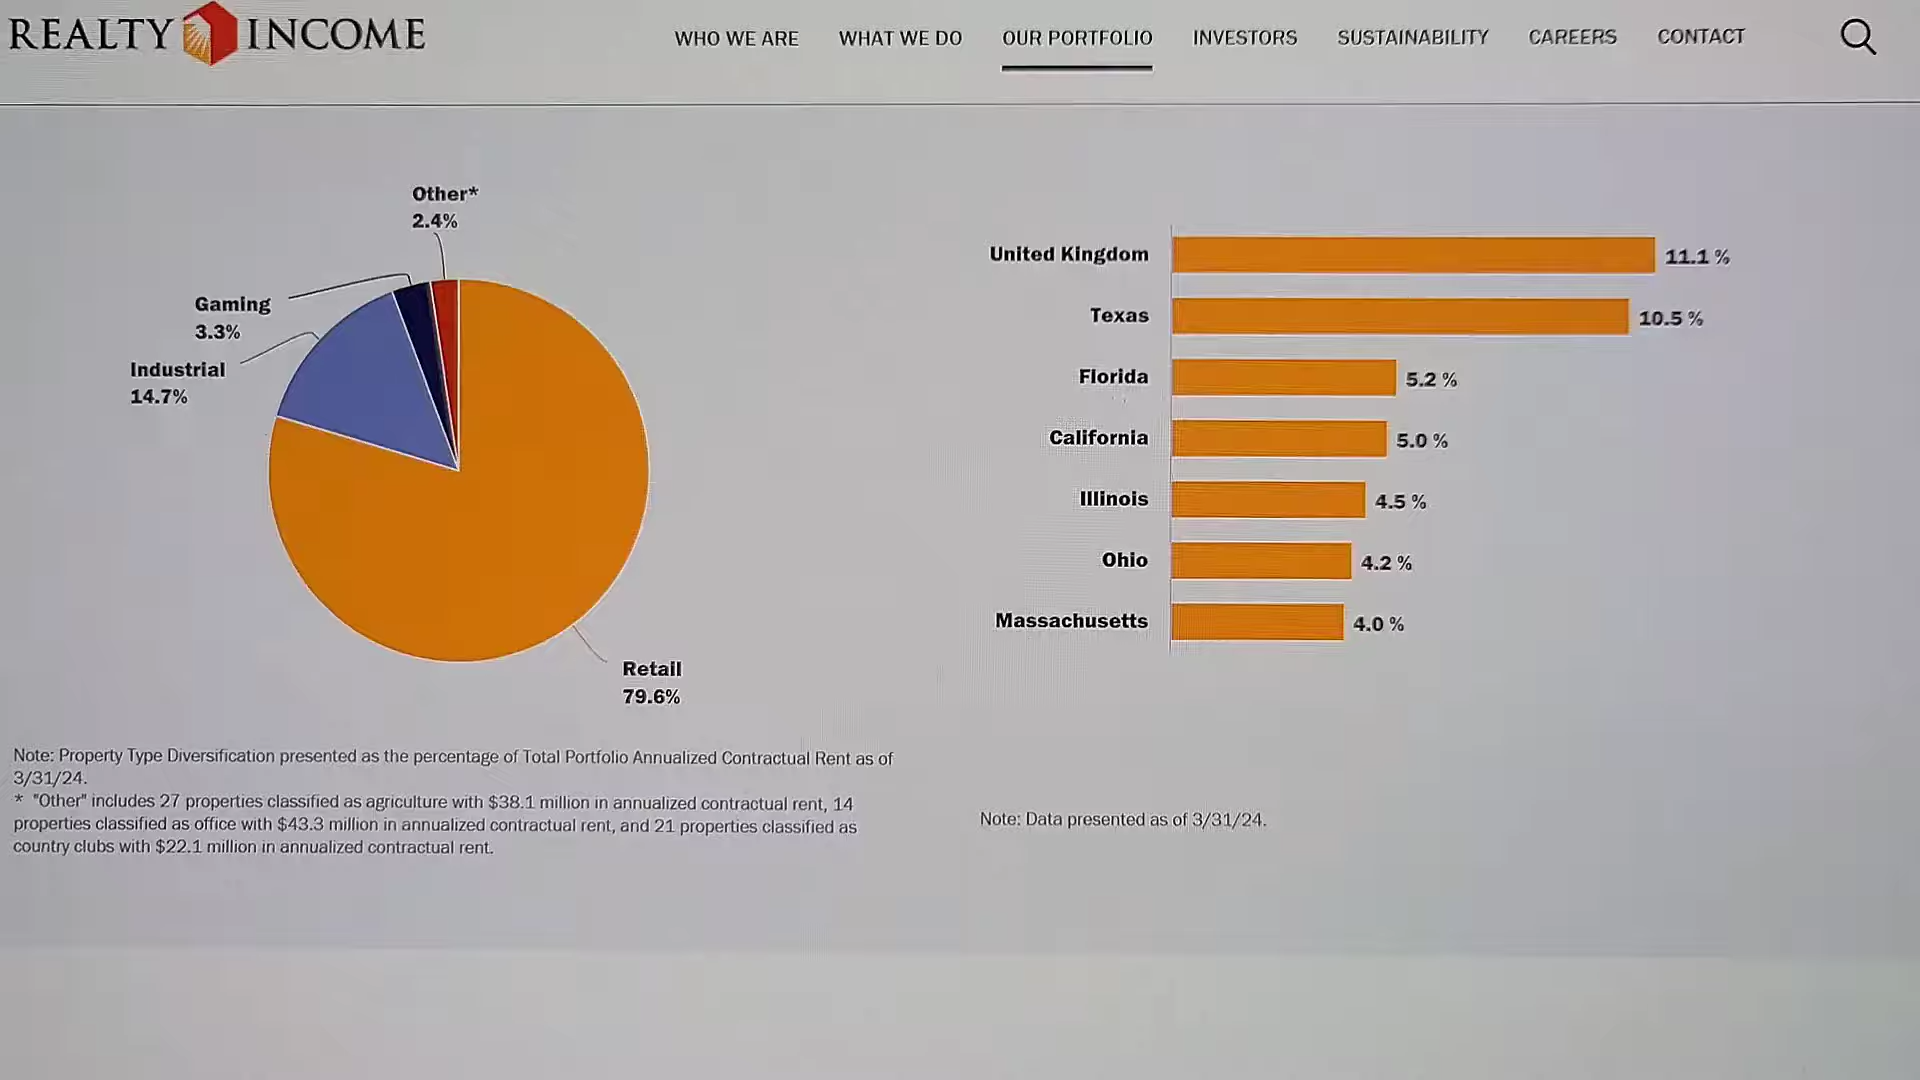 REALTY INCOME
WHO WE ARE
WHAT WE DO
OUR PORTFOLIO
INVESTORS
SUSTAINABILITY
CAREERS
CONTACT
Other*
2.4%
Gaming
3.3%
Industrial
14.7%
Retail
79.6%
Note: Property Type Diversification presented as the percentage of Total Portfolio Annualized Contractual Rent as of
3/31/24.
* "Other" includes 27 properties classified as agriculture with $38.1 million in annualized contractual rent, 14
properties classified as office with $43.3 million in annualized contractual rent, and 21 properties classified as
country clubs with $22.1 million in annualized contractual rent.
United Kingdom 11.1 %
Texas 10.5 %
Florida 5.2 %
California 5.0 %
Illinois 4.5 %
Ohio 4.2 %
Massachusetts 4.0 %
Note: Data presented as of 3/31/24.